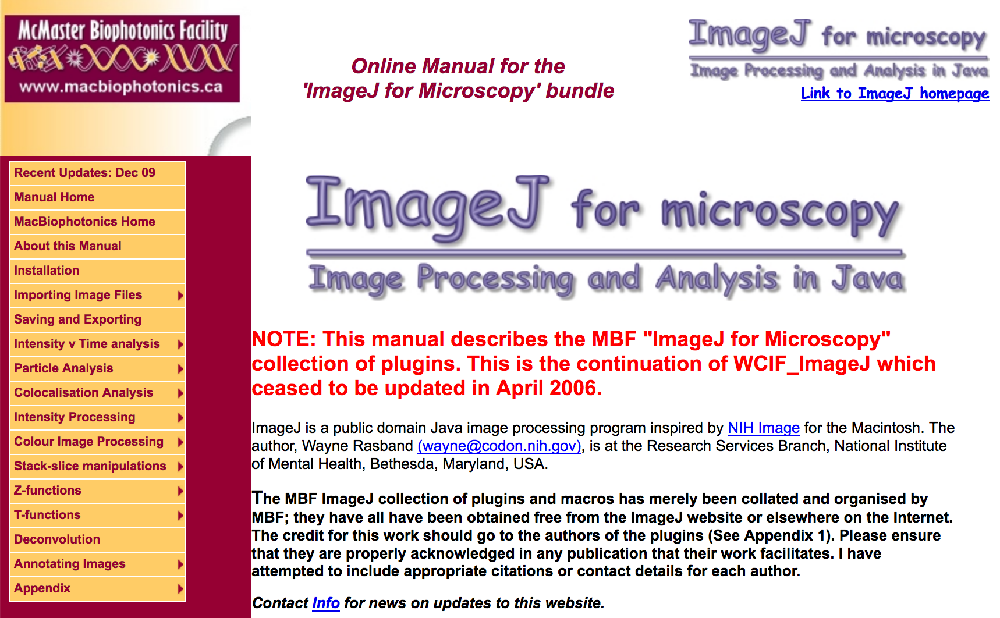 McMaster Biophotonics Facility
www.macbiophotonics.ca
Online Manual for the
'ImageJ for Microscopy' bundle
ImageJ for microscopy
Image Processing and Analysis in Java
Link to ImageJ homepage
Recent Updates: Dec 09
Manual Home
MacBiophotonics Home
About this Manual
Installation
Importing Image Files
Saving and Exporting
Intensity v Time analysis
Particle Analysis
Colocalisation Analysis
Intensity Processing
Colour Image Processing
Stack-slice manipulations
Z-functions
T-functions
Deconvolution
Annotating Images
Appendix
ImageJ for microscopy
Image Processing and Analysis in Java
NOTE: This manual describes the MBF "ImageJ for Microscopy"
collection of plugins. This is the continuation of WCIF_ImageJ which
ceased to be updated in April 2006.
ImageJ is a public domain Java image processing program inspired by NIH Image for the Macintosh. The
author, Wayne Rasband (wayne@codon.nih.gov), is at the Research Services Branch, National Institute
of Mental Health, Bethesda, Maryland, USA.
The MBF ImageJ collection of plugins and macros has merely been collated and organised by
MBF; they have all have been obtained free from the ImageJ website or elsewhere on the Internet.
The credit for this work should go to the authors of the plugins (See Appendix 1). Please ensure
that they are properly acknowledged in any publication that their work facilitates. I have
attempted to include appropriate citations or contact details for each author.
Contact Info for news on updates to this website.